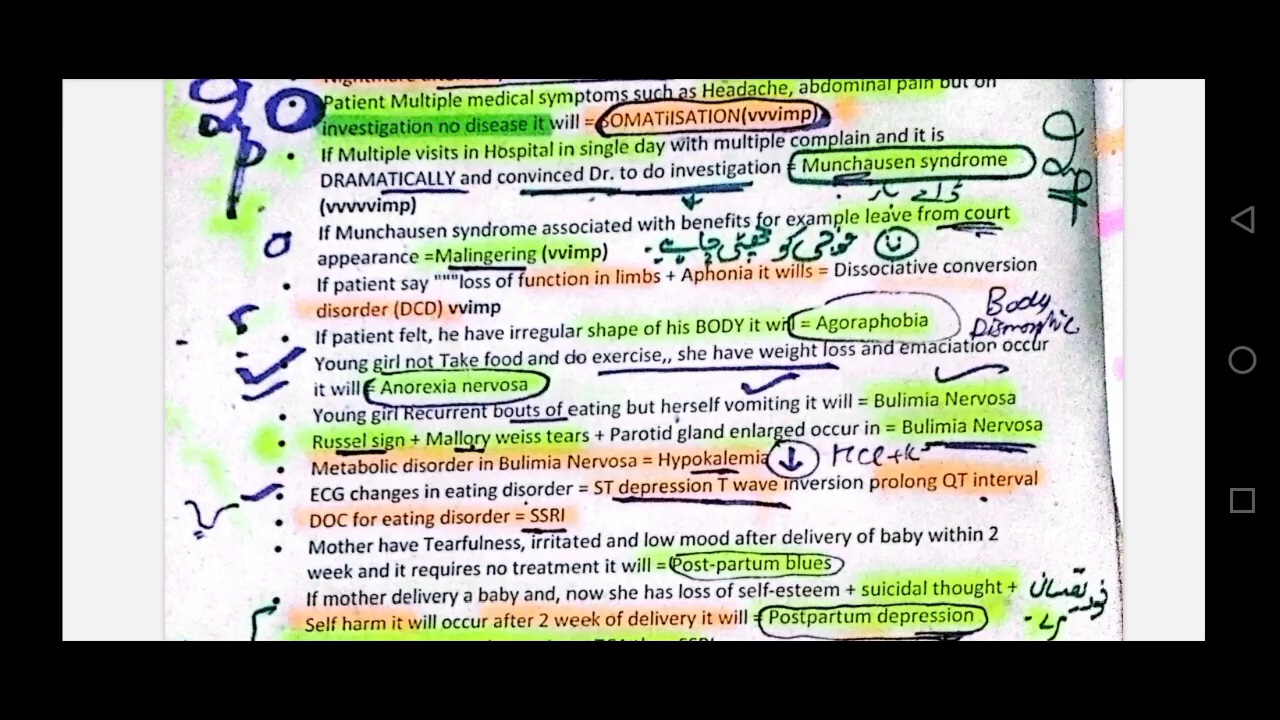 Patient Multiple medical symptoms such as Headache, abdominal pain but on
investigation no disease it will = SOMATiISATION(vvvimp)
• If Multiple visits in Hospital in single day with multiple complain and it is
DRAMATICALLY and convinced Dr. to do investigation = Munchausen syndrome
(vvvvvimp)
If Munchausen syndrome associated with benefits for example leave from court
appearance =Malingering (vvimp)
• If patient say """loss of function in limbs + Aphonia it wills = Dissociative conversion
disorder (DCD) vvimp
If patient felt, he have irregular shape of his BODY it will = Agoraphobia
Body
Dismorphic
Young girl not Take food and do exercise,, she have weight loss and emaciation occur
it will = Anorexia nervosa
• Young girl Recurrent bouts of eating but herself vomiting it will = Bulimia Nervosa
• Russel sign + Mallory weiss tears + Parotid gland enlarged occur in = Bulimia Nervosa
• Metabolic disorder in Bulimia Nervosa = Hypokalemia ↓
• ECG changes in eating disorder = ST depression T wave inversion prolong QT interval
• DOC for eating disorder = SSRI
• Mother have Tearfulness, irritated and low mood after delivery of baby within 2
week and it requires no treatment it will = Post-partum blues
• If mother delivery a baby and, now she has loss of self-esteem + suicidal thought +
Self harm it will occur after 2 week of delivery it will = Postpartum depression